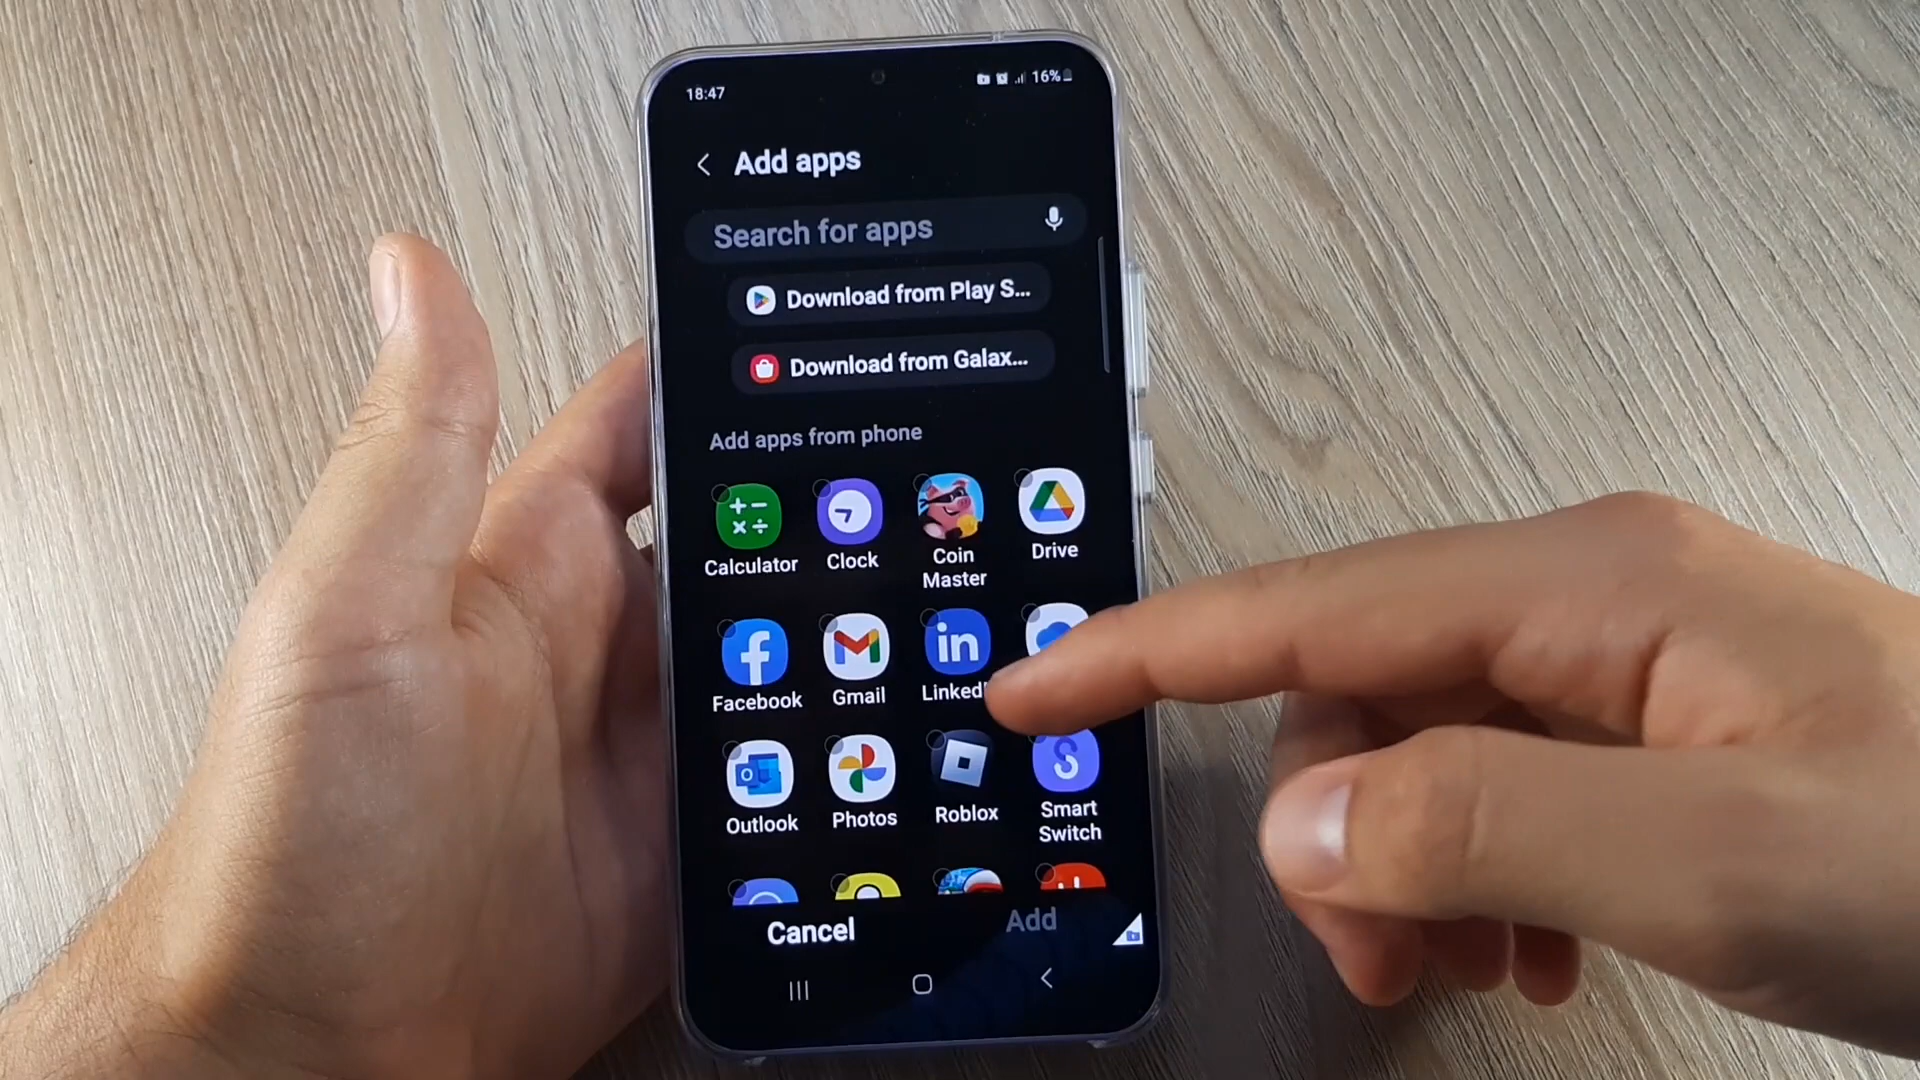 18:47
16%
Add apps
Search for apps
Download from Play S...
Download from Galax...
Add apps from phone
Calculator
Clock
Coin
Master
Drive
Facebook
Gmail
in
Outlook
Photos
Roblox
Smart
Switch
Cancel
Add